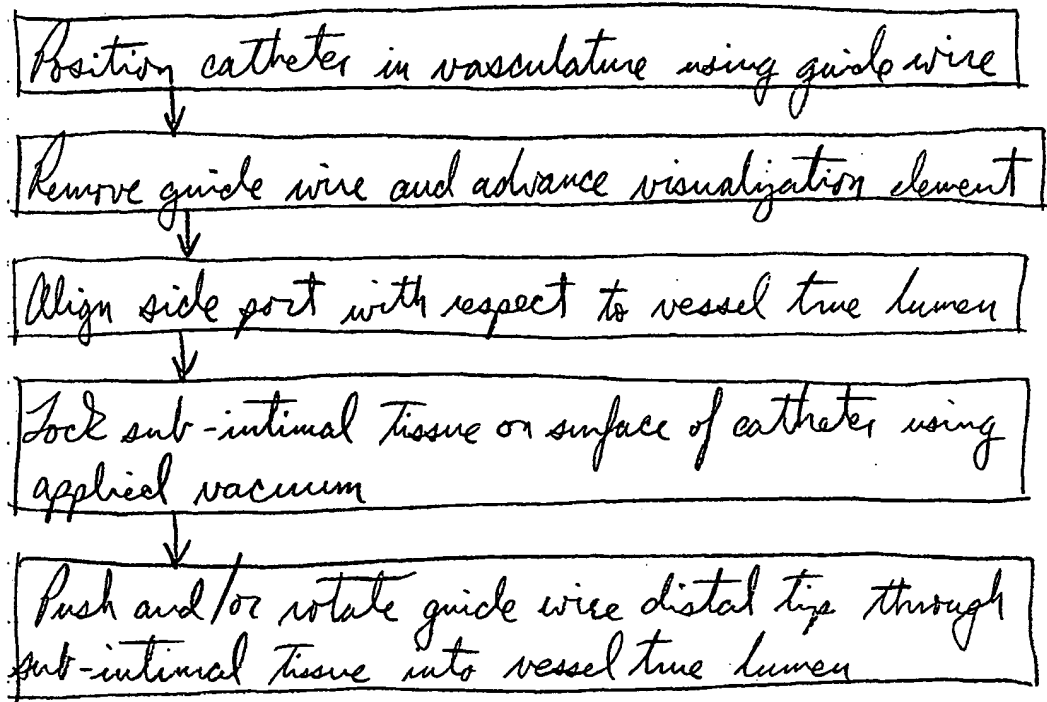 Position catheter in vasculature using guide wire
Remove guide wire and advance visualization element
Align side port with respect to vessel true lumen
Lock sub-intimal tissue on surface of catheter using
applied vacuum
Push and/or rotate guide wire distal tip through
sub-intimal tissue into vessel true lumen